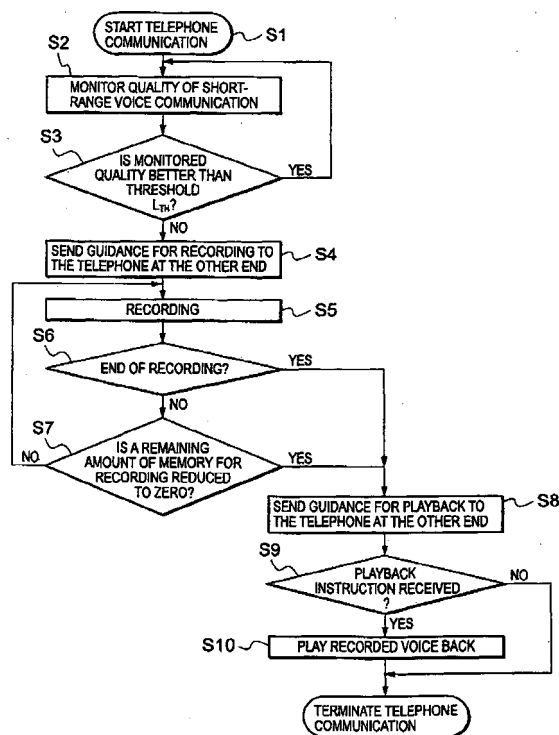 START TELEPHONE
COMMUNICATION
S1
S2
MONITOR QUALITY OF SHORT-
RANGE VOICE COMMUNICATION
S3
IS MONITORED
QUALITY BETTER THAN
THRESHOLD
LTH?
YES
NO
SEND GUIDANCE FOR RECORDING TO
THE TELEPHONE AT THE OTHER END
S4
RECORDING
S5
S6
END OF RECORDING?
YES
NO
S7
IS A REMAINING
AMOUNT OF MEMORY FOR
RECORDING REDUCED
TO ZERO?
NO
YES
SEND GUIDANCE FOR PLAYBACK TO
THE TELEPHONE AT THE OTHER END
S8
S9
PLAYBACK
INSTRUCTION RECEIVED
?
NO
YES
S10
PLAY RECORDED VOICE BACK
TERMINATE TELEPHONE
COMMUNICATION